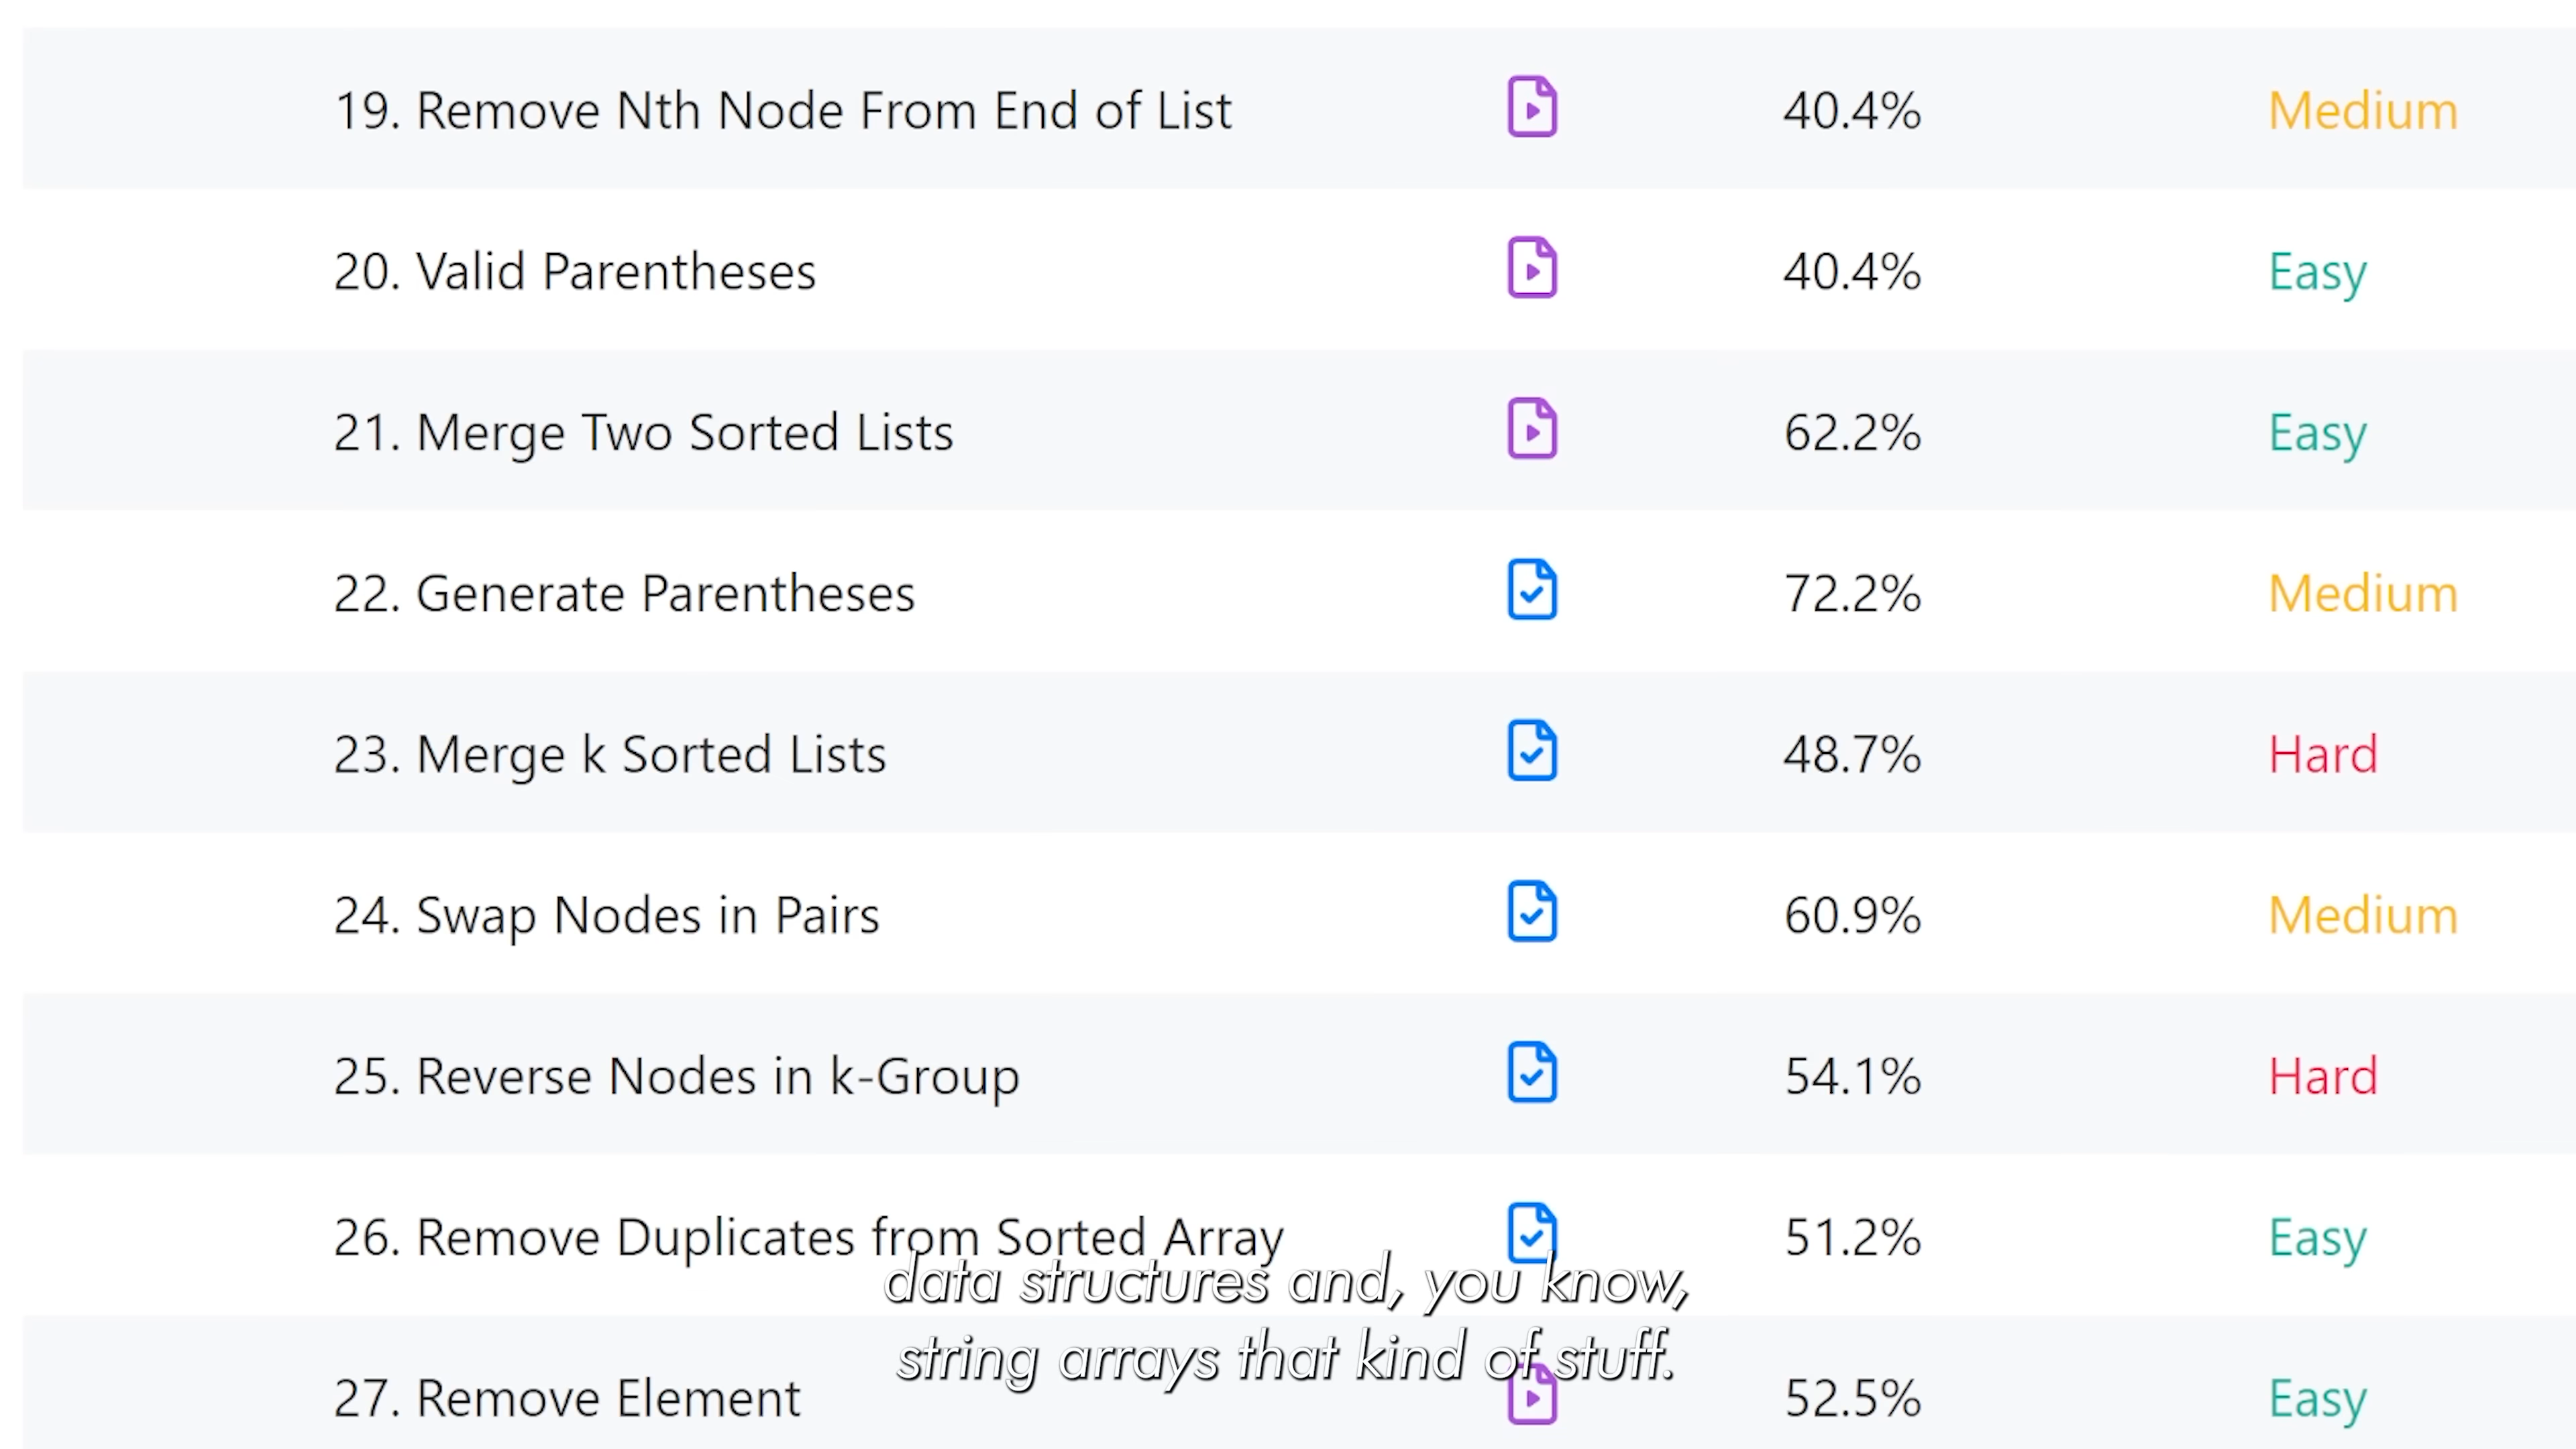 19. Remove Nth Node From End of List 40.4% Medium
20. Valid Parentheses 40.4% Easy
21. Merge Two Sorted Lists 62.2% Easy
22. Generate Parentheses 72.2% Medium
23. Merge k Sorted Lists 48.7% Hard
24. Swap Nodes in Pairs 60.9% Medium
25. Reverse Nodes in k-Group 54.1% Hard
26. Remove Duplicates from Sorted Array 51.2% Easy
data structures and, you know,
string arrays that kind of stuff.
27. Remove Element 52.5% Easy